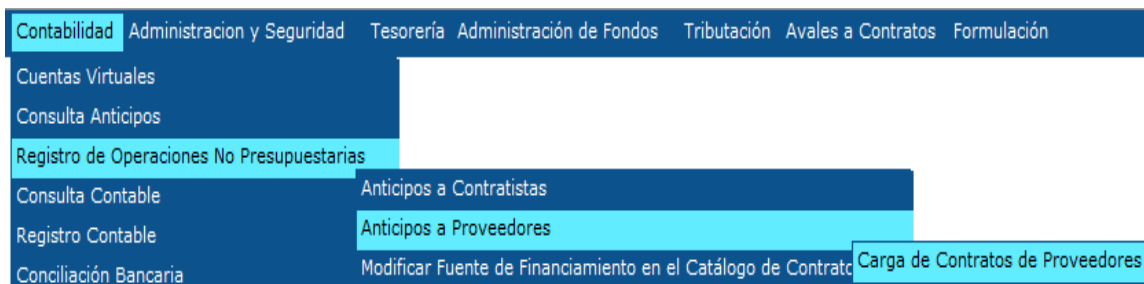 Contabilidad Administracion y Seguridad Tesorería Administración de Fondos Tributación Avales a Contratos Formulación
Cuentas Virtuales
Consulta Anticipos
Registro de Operaciones No Presupuestarias
Consulta Contable
Registro Contable
Conciliación Bancaria
Anticipos a Contratistas
Anticipos a Proveedores
Modificar Fuente de Financiamiento en el Catálogo de Contrato
Carga de Contratos de Proveedores